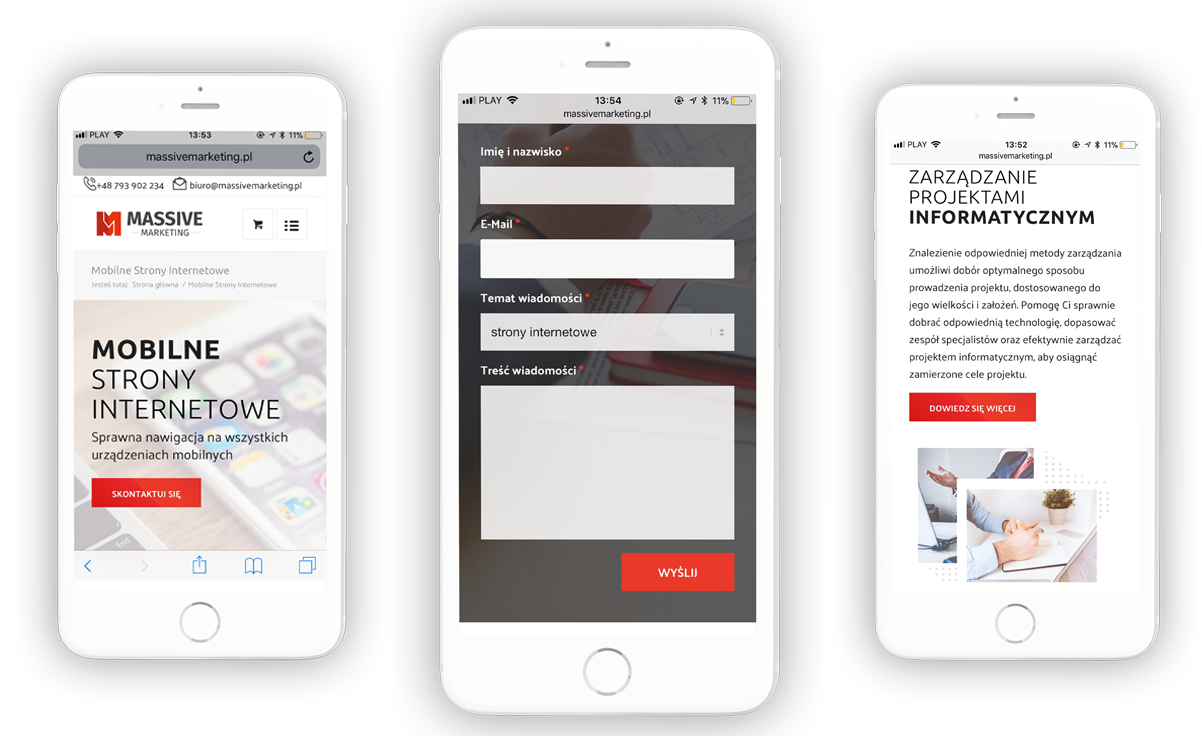 PLAY 13:53 11%
massivemarketing.pl
+48 793 902 234 biuro@massivemarketing.pl
MASSIVE
MARKETING
Mobilne Strony Internetowe
Jesteś tutaj: Strona główna / Mobilne Strony Internetowe
MOBILNE
STRONY
INTERNETOWE
Sprawna nawigacja na wszystkich
urządzeniach mobilnych
SKONTAKTUJ SIĘ
End
PLAY 13:54 11%
massivemarketing.pl
Imię i nazwisko *
E-Mail *
Temat wiadomości *
strony internetowe
Treść wiadomości *
WYŚLIJ
PLAY 13:52 11%
massivemarketing.pl
ZARZĄDZANIE
PROJEKTAMI
INFORMATYCZNYM
Znalezienie odpowiedniej metody zarządzania
umożliwi dobór optymalnego sposobu
prowadzenia projektu, dostosowanego do
jego wielkości i założeń. Pomogę Ci sprawnie
dobrać odpowiednią technologię, dopasować
zespół specjalistów oraz efektywnie zarządzać
projektem informatycznym, aby osiągnąć
zamierzone cele projektu.
DOWIEDZ SIĘ WIĘCEJ